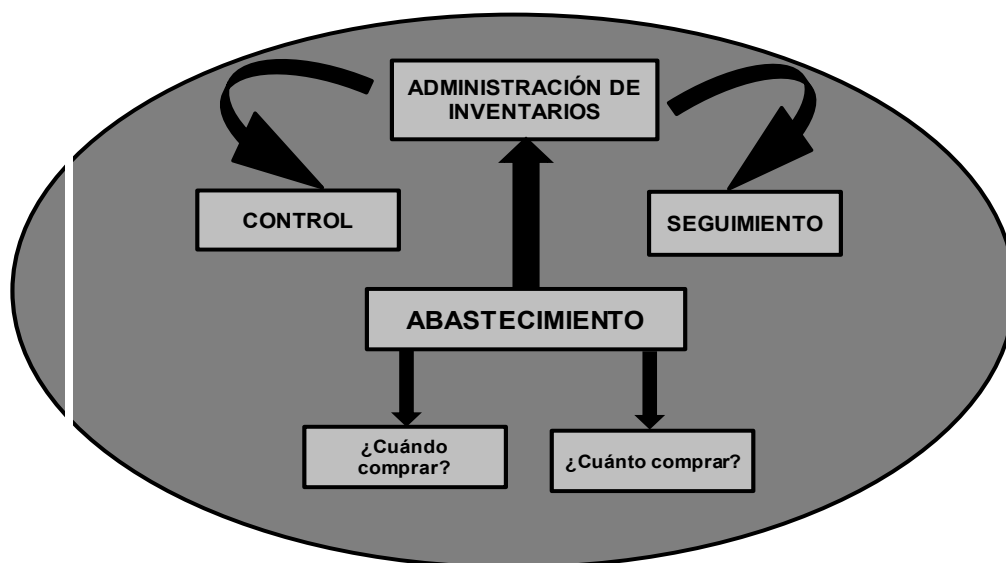 ADMINISTRACIÓN DE
INVENTARIOS
CONTROL
SEGUIMIENTO
ABASTECIMIENTO
¿Cuándo
comprar?
¿Cuánto comprar?